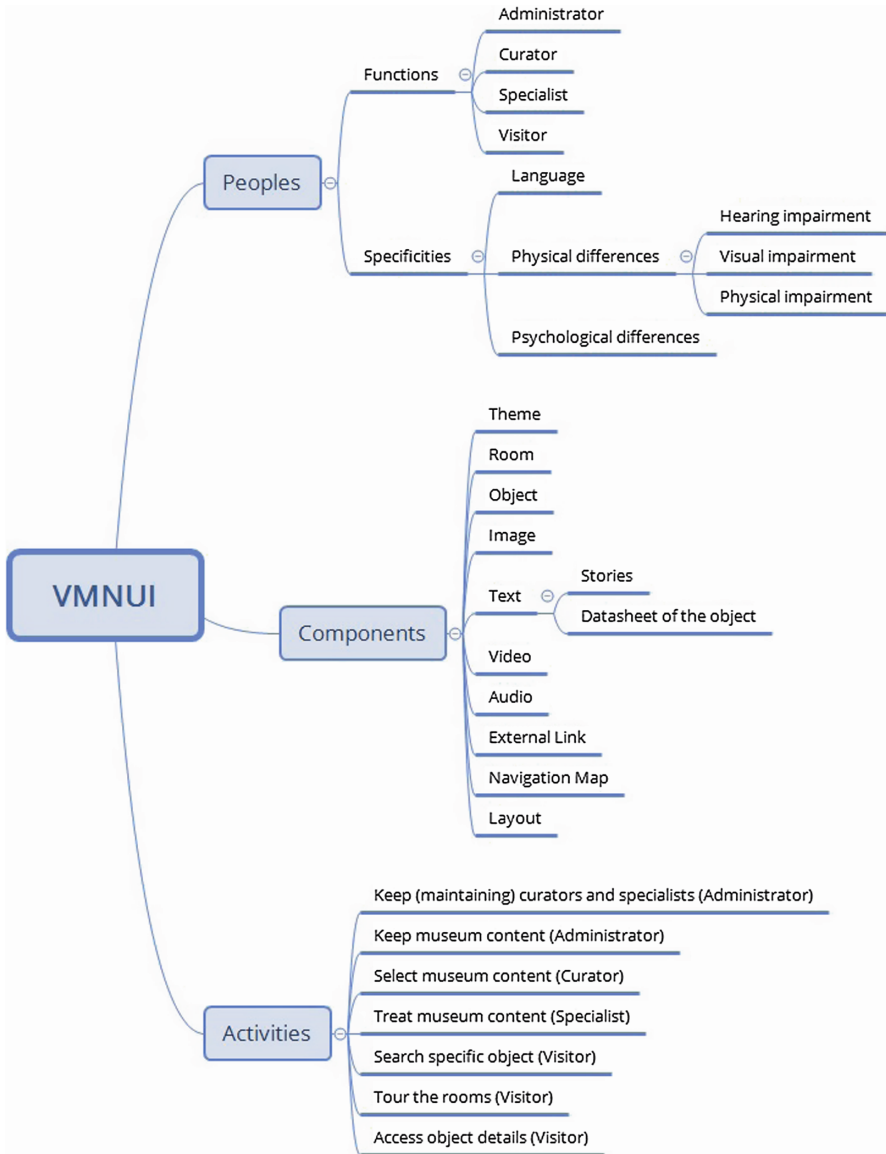 Administrator
Functions
Curator
Specialist
Visitor
Peoples
Language
Hearing impairment
Specificities
Physical differences
Visual impairment
Physical impairment
Psychological differences
Theme
Room
Object
Image
Stories
Text
VMNUI
Datasheet of the object
Components
Video
Audio
External Link
Navigation Map
Layout
Keep (maintaining) curators and specialists (Administrator)
Keep museum content (Administrator)
Select museum content (Curator)
Treat museum content (Specialist)
Activities
Search specific object (Visitor)
Tour the rooms (Visitor)
Access object details (Visitor)